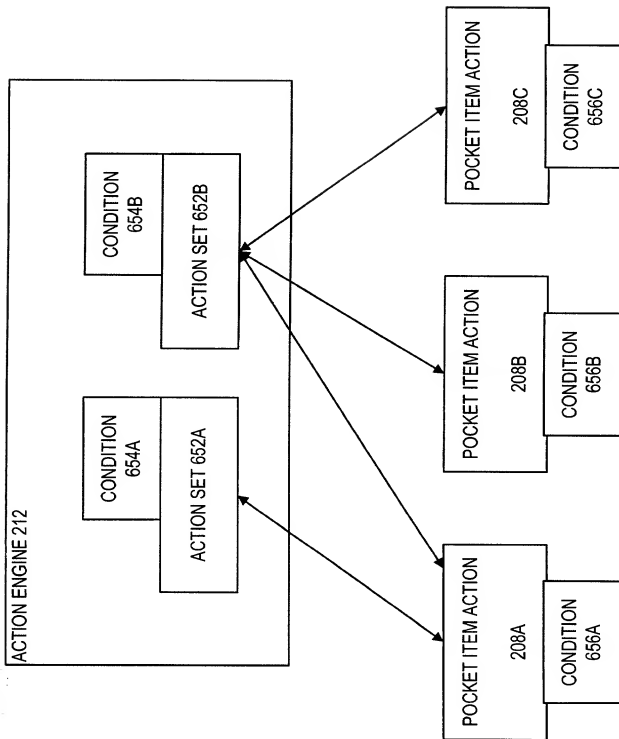 ACTION ENGINE 212
CONDITION
654A
ACTION SET 652A
CONDITION
654B
ACTION SET 652B
POCKET ITEM ACTION
208A
CONDITION
656A
POCKET ITEM ACTION
208B
CONDITION
656B
POCKET ITEM ACTION
208C
CONDITION
656C